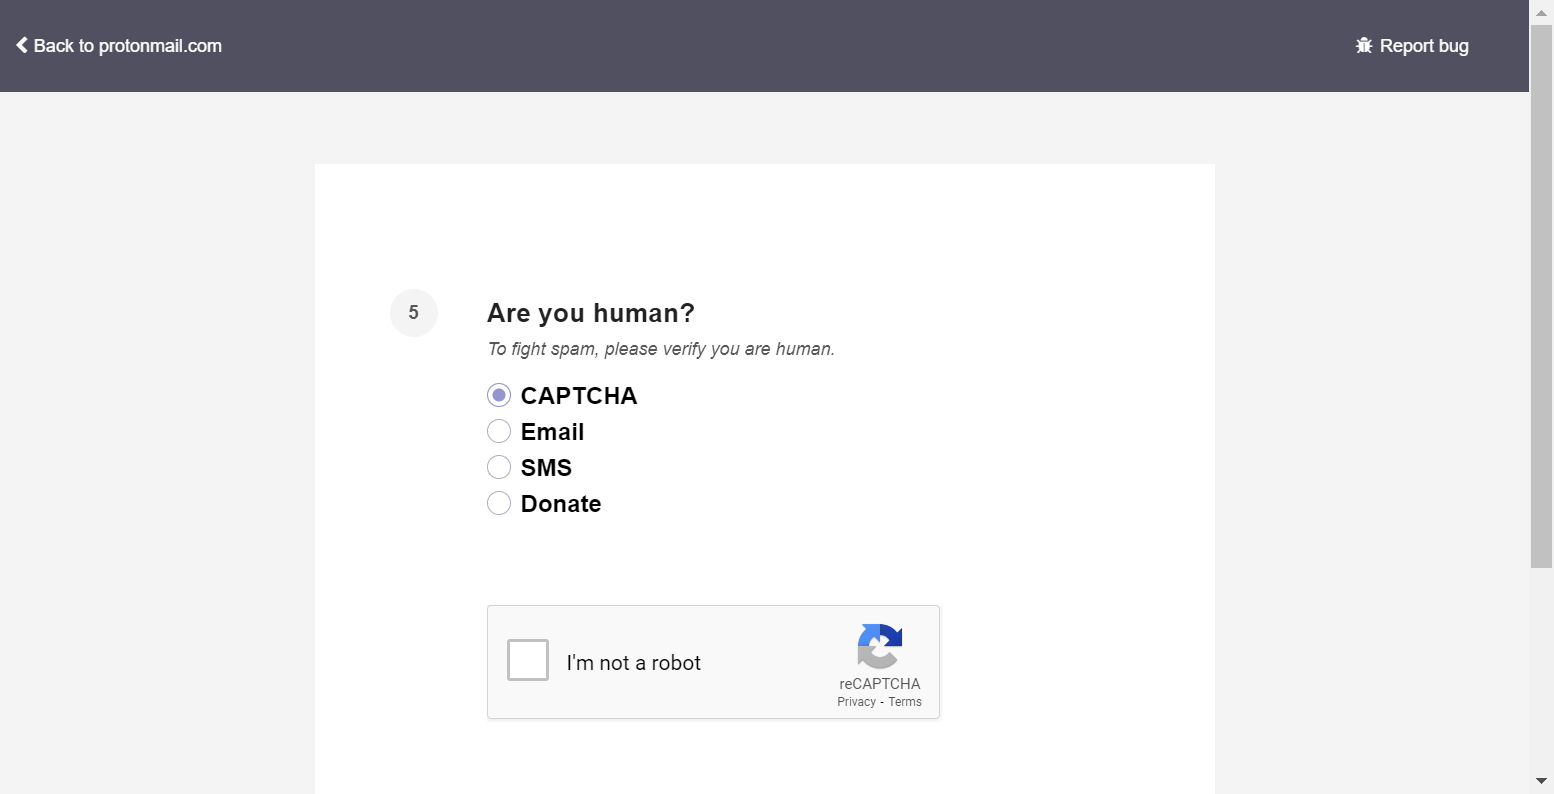 Back to protonmail.com
Report bug
5
Are you human?
To fight spam, please verify you are human.
CAPTCHA
Email
SMS
Donate
I'm not a robot
reCAPTCHA
Privacy - Terms